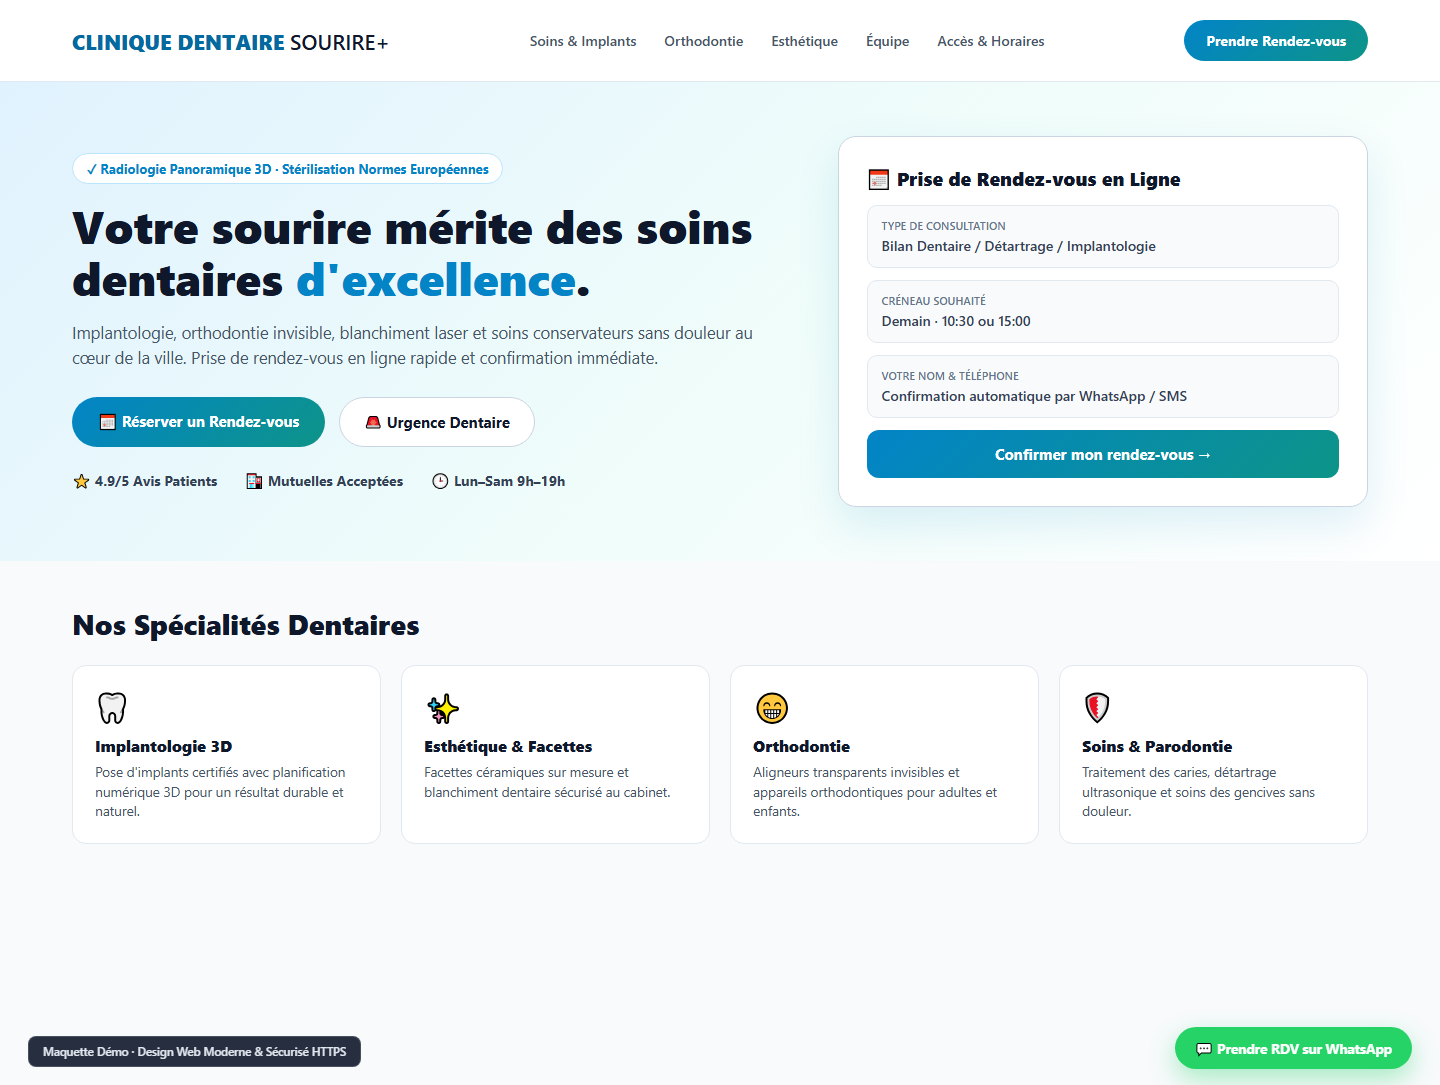 CLINIQUE DENTAIRE SOURIRE+
Soins & Implants
Orthodontie
Esthétique
Équipe
Accès & Horaires
Prendre Rendez-vous
✓ Radiologie Panoramique 3D · Stérilisation Normes Européennes
Votre sourire mérite des soins
dentaires d'excellence.
Implantologie, orthodontie invisible, blanchiment laser et soins conservateurs sans douleur au
cœur de la ville. Prise de rendez-vous en ligne rapide et confirmation immédiate.
Réserver un Rendez-vous
Urgence Dentaire
4.9/5 Avis Patients
Mutuelles Acceptées
Lun–Sam 9h–19h
Prise de Rendez-vous en Ligne
TYPE DE CONSULTATION
Bilan Dentaire / Détartrage / Implantologie
CRÉNEAU SOUHAITÉ
Demain · 10:30 ou 15:00
VOTRE NOM & TÉLÉPHONE
Confirmation automatique par WhatsApp / SMS
Confirmer mon rendez-vous →
Nos Spécialités Dentaires
Implantologie 3D
Pose d'implants certifiés avec planification
numérique 3D pour un résultat durable et
naturel.
Esthétique & Facettes
Facettes céramiques sur mesure et
blanchiment dentaire sécurisé au cabinet.
Orthodontie
Aligneurs transparents invisibles et
appareils orthodontiques pour adultes et
enfants.
Soins & Parodontie
Traitement des caries, détartrage
ultrasonique et soins des gencives sans
douleur.
Maquette Démo · Design Web Moderne & Sécurisé HTTPS
Prendre RDV sur WhatsApp